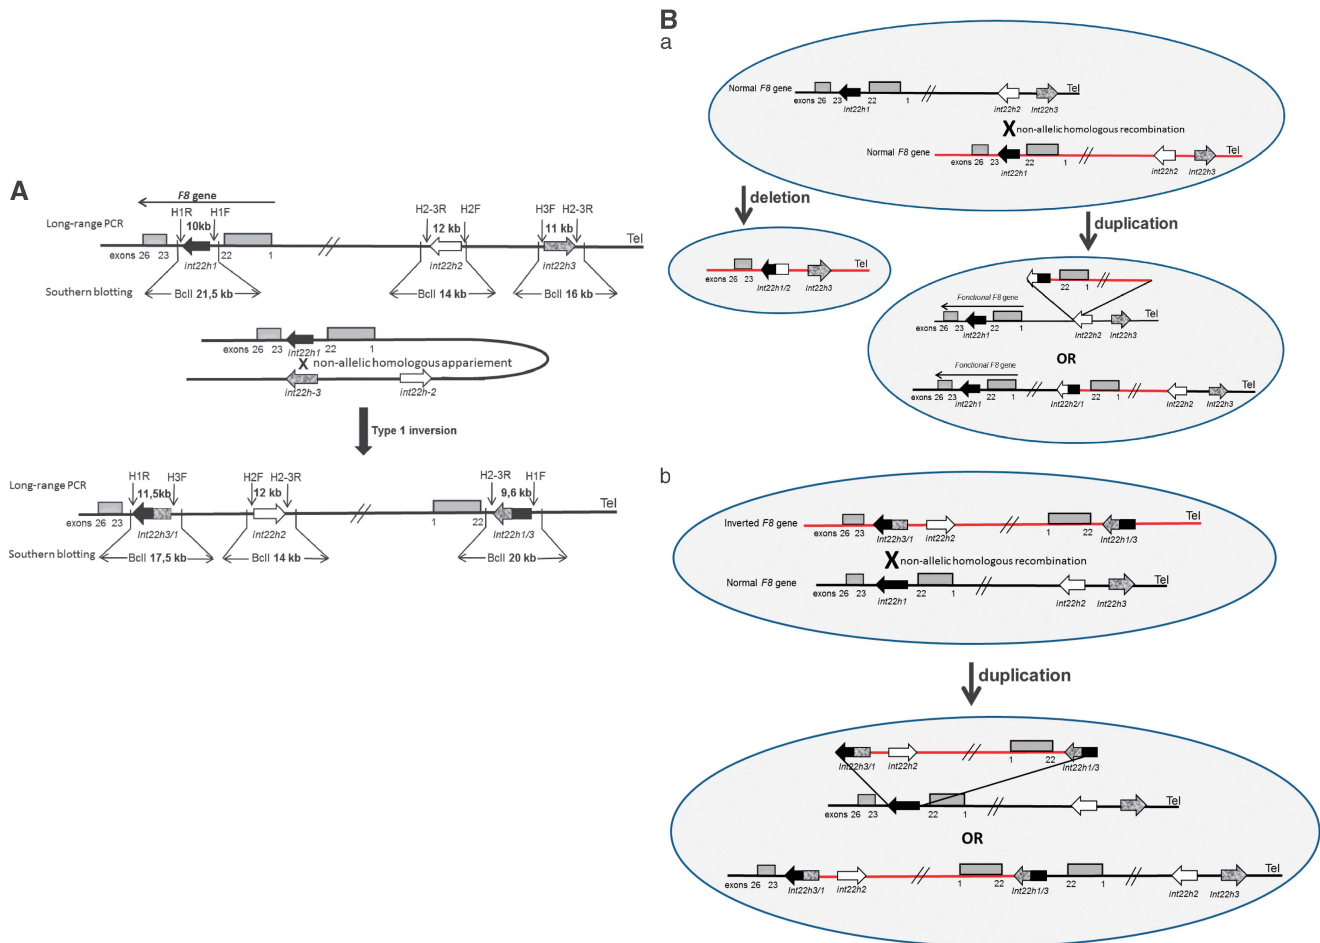 A
F8 gene
Long-range PCR
H1R
10kb
H1F
H2-3R
12 kb
H2F
H3F
11 kb
H2-3R
Tel
exons 26 23
int22h1
22
1
int22h2
int22h3
Southern blotting
BclI 21,5 kb
BclI 14 kb
BclI 16 kb
exons 26 23
int22h1
22
1
X non-allelic homologous appariement
int22h-3
int22h-2
Type 1 inversion
Long-range PCR
H1R
11,5kb
H3F
H2F
12 kb
H2-3R
H2-3R
9,6kb
H1F
Tel
exons 26 23
Int22h3/1
int22h2
1
22
Int22h1/3
Southern blotting
BclI 17,5 kb
BclI 14 kb
BclI 20 kb
B
a
Normal F8 gene
Tel
exons 26 23
22
1
int22h1
int22h2
int22h3
X non-allelic homologous recombination
Normal F8 gene
Tel
exons 26 23
22
1
int22h1
int22h2
Int22h3
deletion
duplication
exons 26 23
Int22h1/2
int22h3
Tel
22
1
Fonctional F8 gene
Tel
exons 26 23
22
1
int22h1
int22h2
Int22h3
OR
Fonctional F8 gene
Tel
exons 26 23
22
1
int22h1
Int22h2/1
22
1
int22h2
Int22h3
b
Inverted F8 gene
Tel
exons 26 23
Int22h3/1
int22h2
1
22
Int22h1/3
X non-allelic homologous recombination
Normal F8 gene
Tel
exons 26 23
int22h1
22
1
int22h2
Int22h3
duplication
Int22h3/1
int22h2
1
22
Int22h1/3
Tel
exons 26 23
22
1
OR
Tel
exons 26 23
Int22h3/1
int22h2
1
22
Int22h1/3
22
1
int22h2
Int22h3